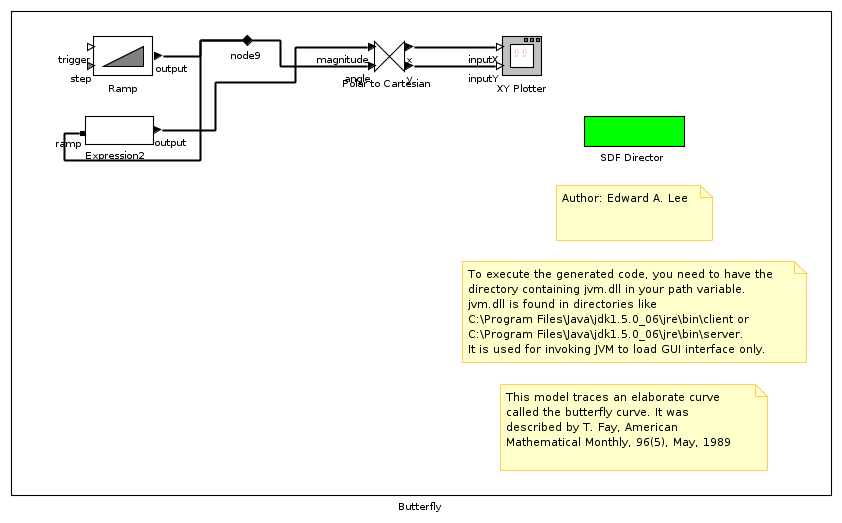 trigger
step
output
Ramp
node9
magnitude
angle
x
y
Polar to Cartesian
inputX
inputY
XY Plotter
ramp
output
Expression2
SDF Director
Author: Edward A. Lee
To execute the generated code, you need to have the
directory containing jvm.dll in your path variable.
jvm.dll is found in directories like
C:\Program Files\Java\jdk1.5.0_06\jre\bin\client or
C:\Program Files\Java\jdk1.5.0_06\jre\bin\server.
It is used for invoking JVM to load GUI interface only.
This model traces an elaborate curve
called the butterfly curve. It was
described by T. Fay, American
Mathematical Monthly, 96(5), May, 1989
Butterfly